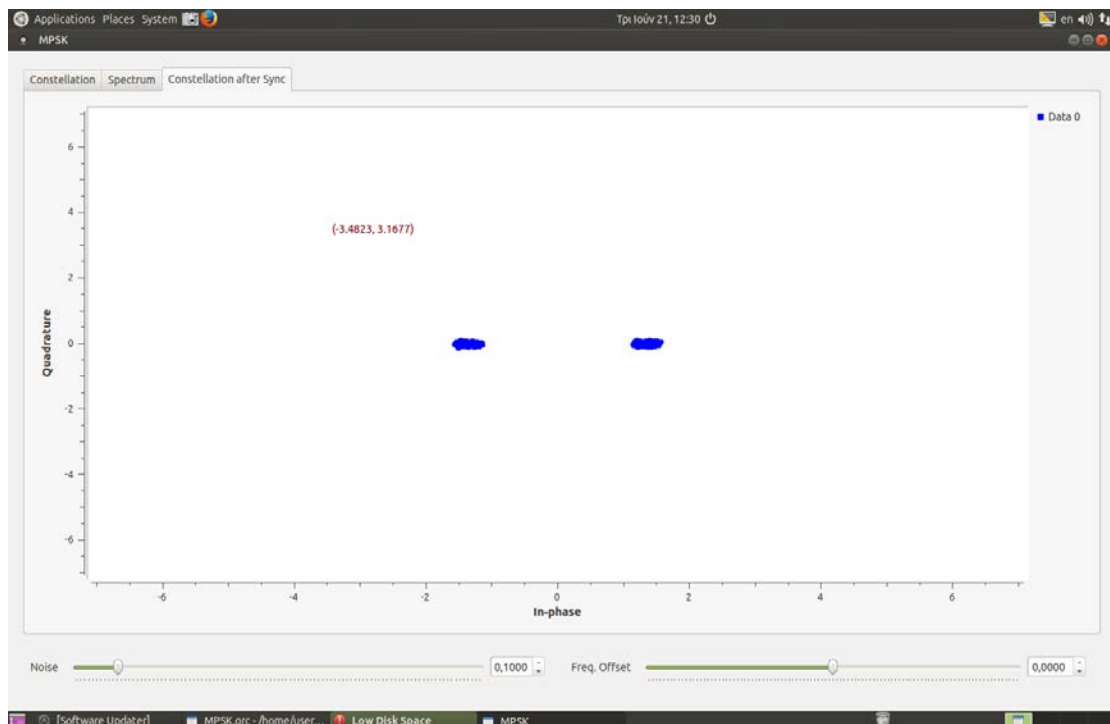 Applications Places System
Τρι Ιούν 21, 12:30
en
MPSK
Constellation Spectrum Constellation after Sync
Data 0
6
4
(-3.4823, 3.1677)
2
0
-2
-4
-6
Quadrature
-6 -4 -2 0 2 4 6
In-phase
Noise 0,1000 Freq. Offset 0,0000
[Software Updater] MPSK.grc - /home/user... Low Disk Space MPSK